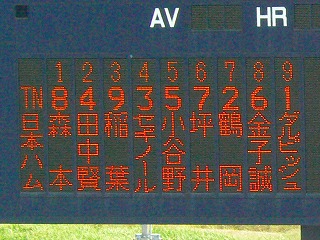 AV HR
1 2 3 4 5 6 7 8 9
TN 8 4 9 3 5 7 2 6 1
日本ハム
森本
田中賢
稲葉
セギノール
小谷野
坪井
鶴岡
金子誠
ダルビッシュ